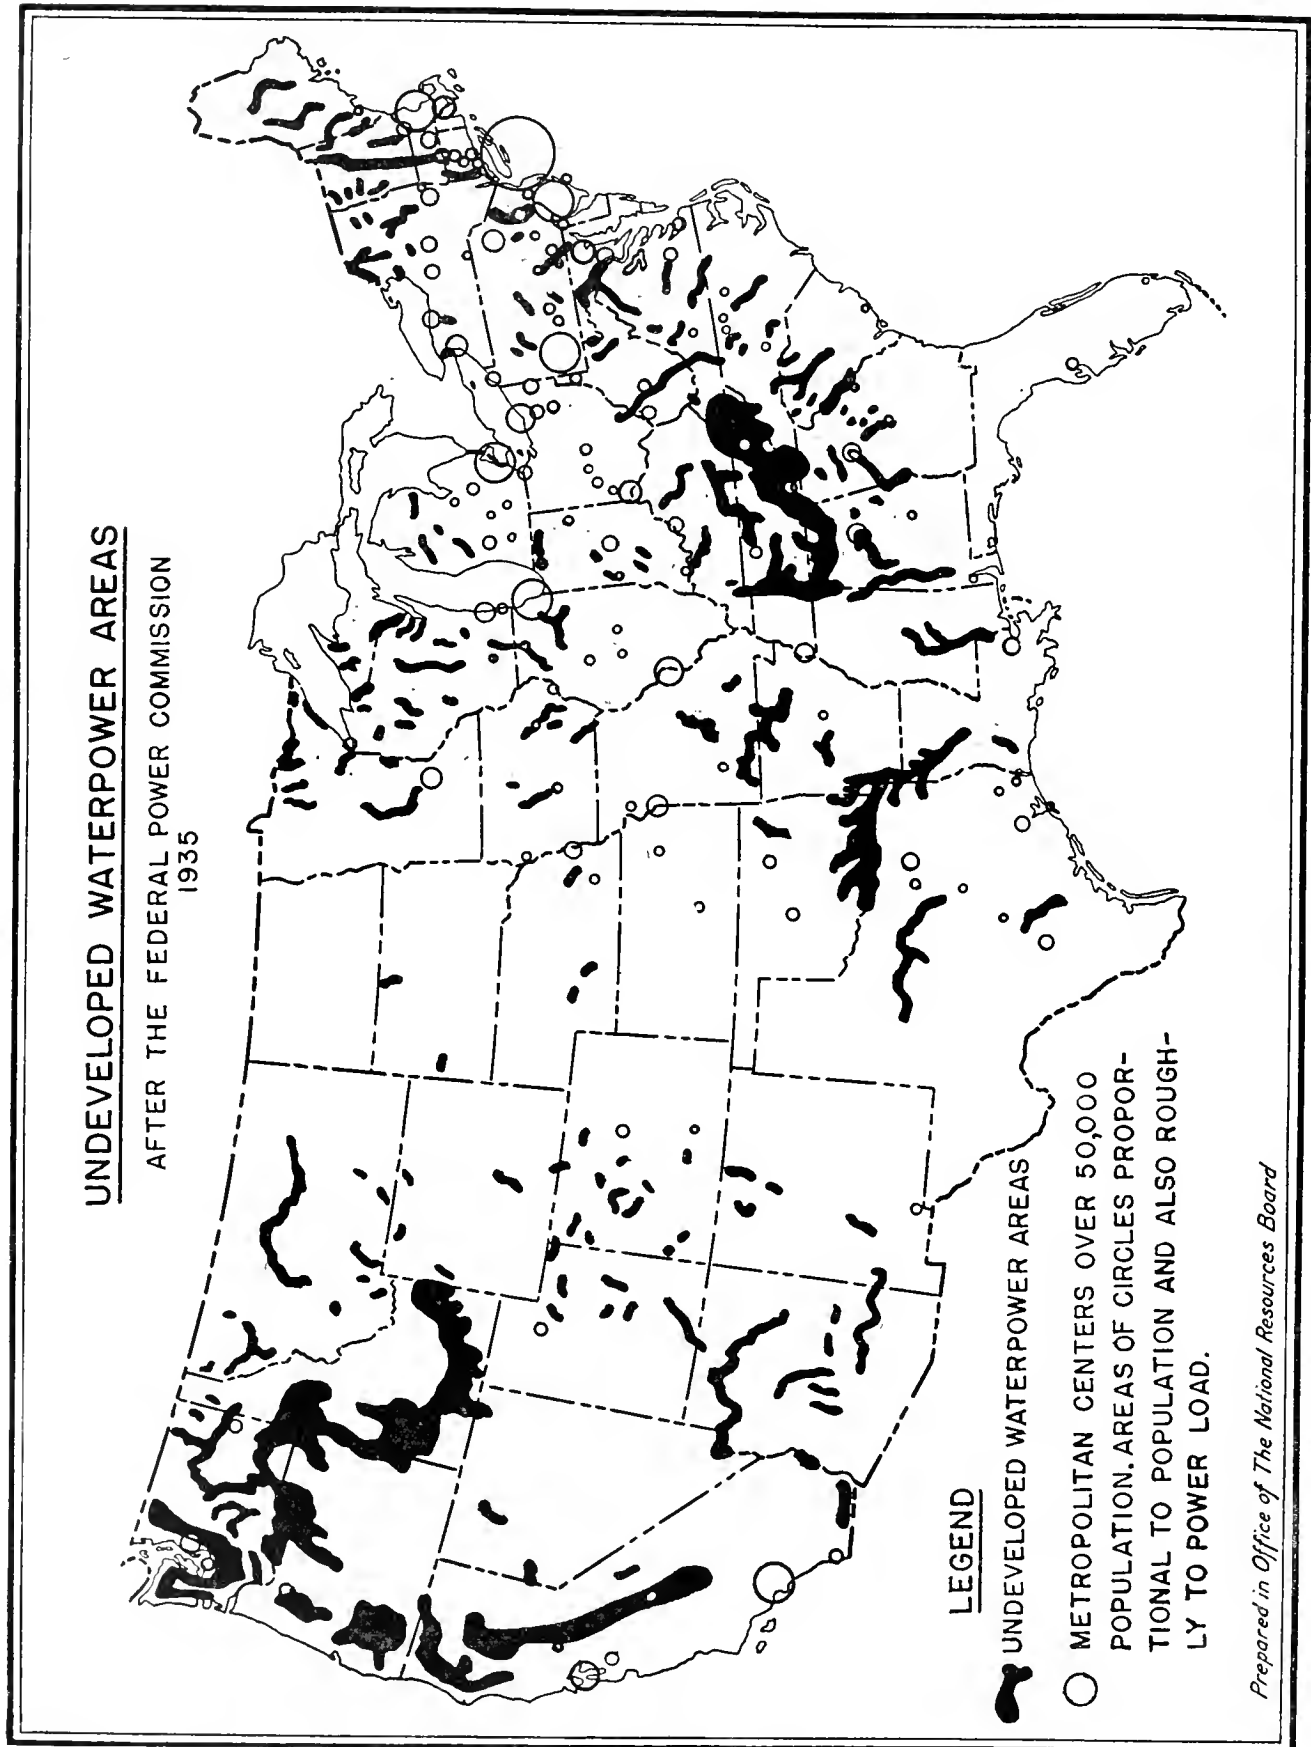 UNDEVELOPED WATERPOWER AREAS
AFTER THE FEDERAL POWER COMMISSION
1935
LEGEND
UNDEVELOPED WATERPOWER AREAS
METROPOLITAN CENTERS OVER 50,000
POPULATION. AREAS OF CIRCLES PROPOR-
TIONAL TO POPULATION AND ALSO ROUGH-
LY TO POWER LOAD.
Prepared in Office of The National Resources Board